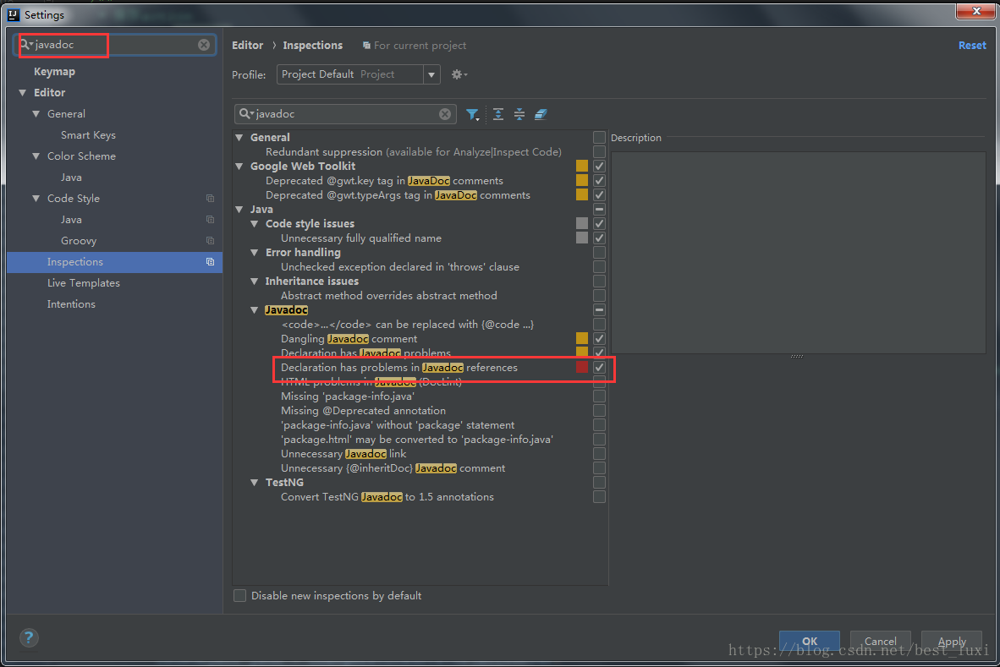 Settings
javadoc
Keymap
Editor
General
Smart Keys
Color Scheme
Java
Code Style
Java
Groovy
Inspections
Live Templates
Intentions
Editor › Inspections For current project
Reset
Profile: Project Default Project
javadoc
General
Redundant suppression (available for Analyze|Inspect Code)
Google Web Toolkit
Deprecated @gwt.key tag in JavaDoc comments
Deprecated @gwt.typeArgs tag in JavaDoc comments
Java
Code style issues
Unnecessary fully qualified name
Error handling
Unchecked exception declared in 'throws' clause
Inheritance issues
Abstract method overrides abstract method
Javadoc
<code>...</code> can be replaced with {@code ...}
Dangling Javadoc comment
Declaration has Javadoc problems
Declaration has problems in Javadoc references
HTML problems in Javadoc (DocLint)
Missing 'package-info.java'
Missing @Deprecated annotation
'package-info.java' without 'package' statement
'package.html' may be converted to 'package-info.java'
Unnecessary Javadoc link
Unnecessary {@inheritDoc} Javadoc comment
TestNG
Convert TestNG Javadoc to 1.5 annotations
Description
Disable new inspections by default
?
OK Cancel Apply
https://blog.csdn.net/best_luxi